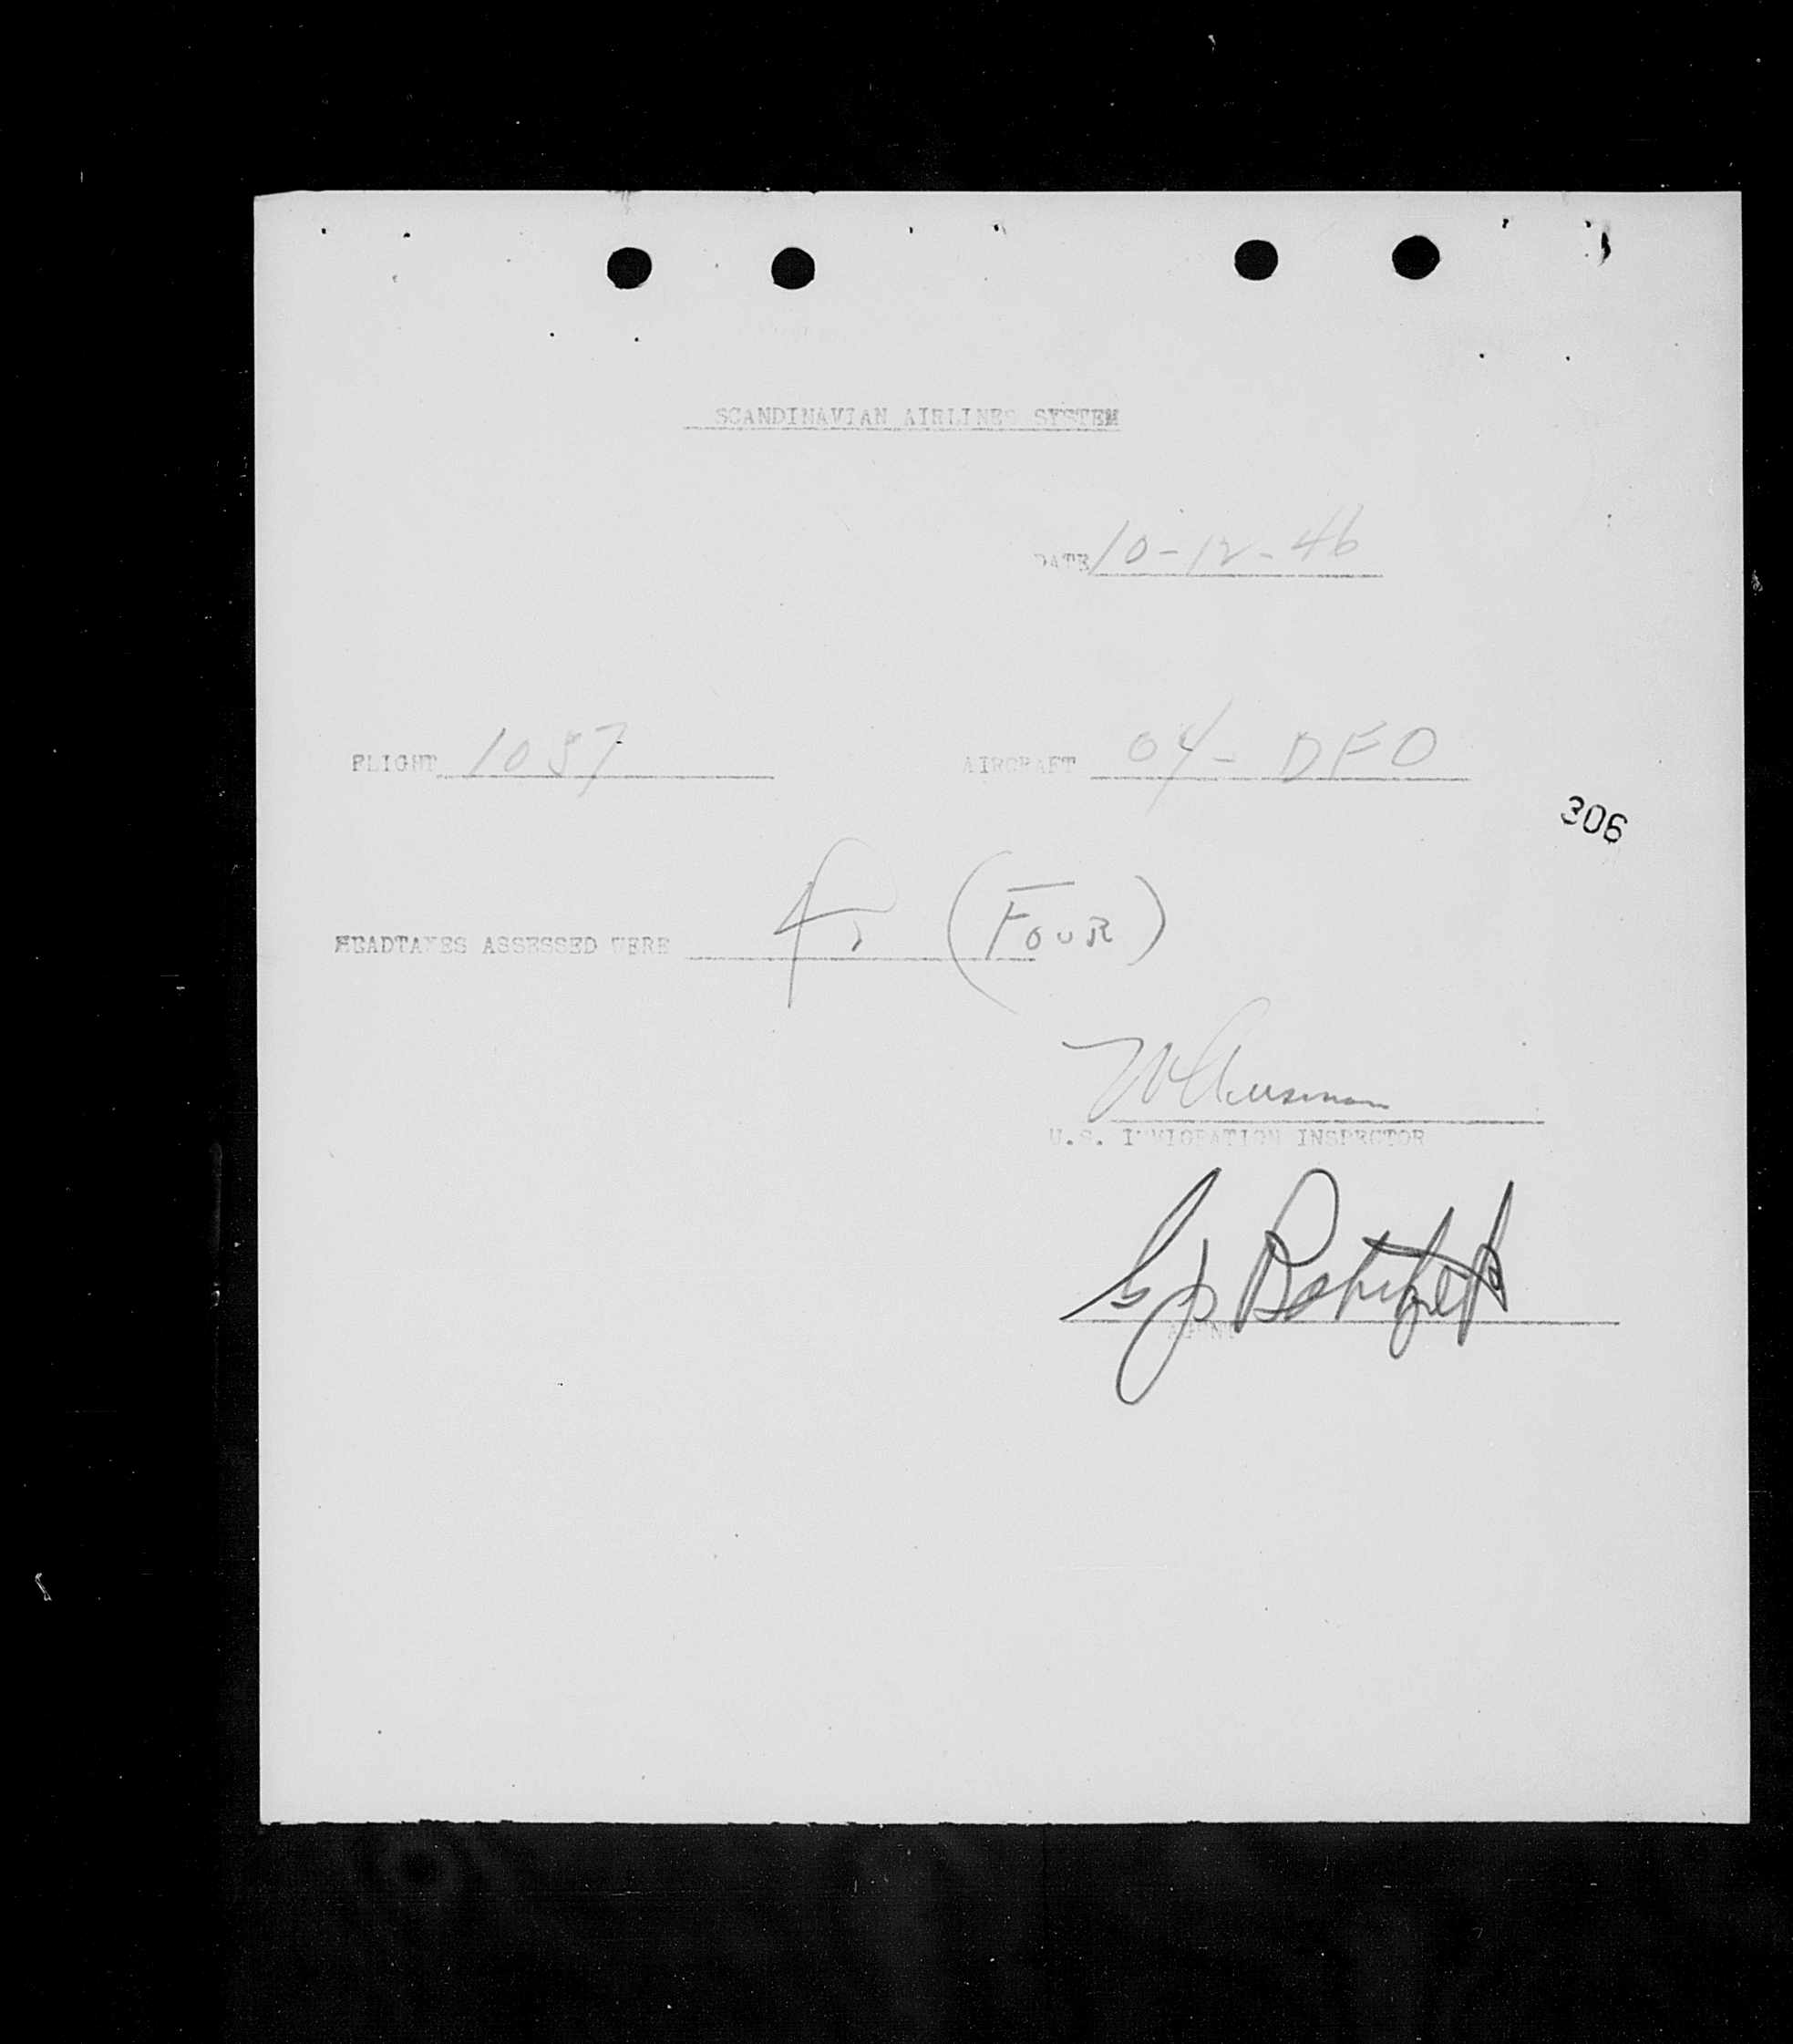 SCANDINAVIAN AIRLINES SYSTEM
DATE 10-12-46
FLIGHT 1057 AIRCRAFT OY- DFO
306
HEADTAXES ASSESSED WERE 4 (FOUR)
U.S. IMMIGRATION INSPECTOR
AGENT